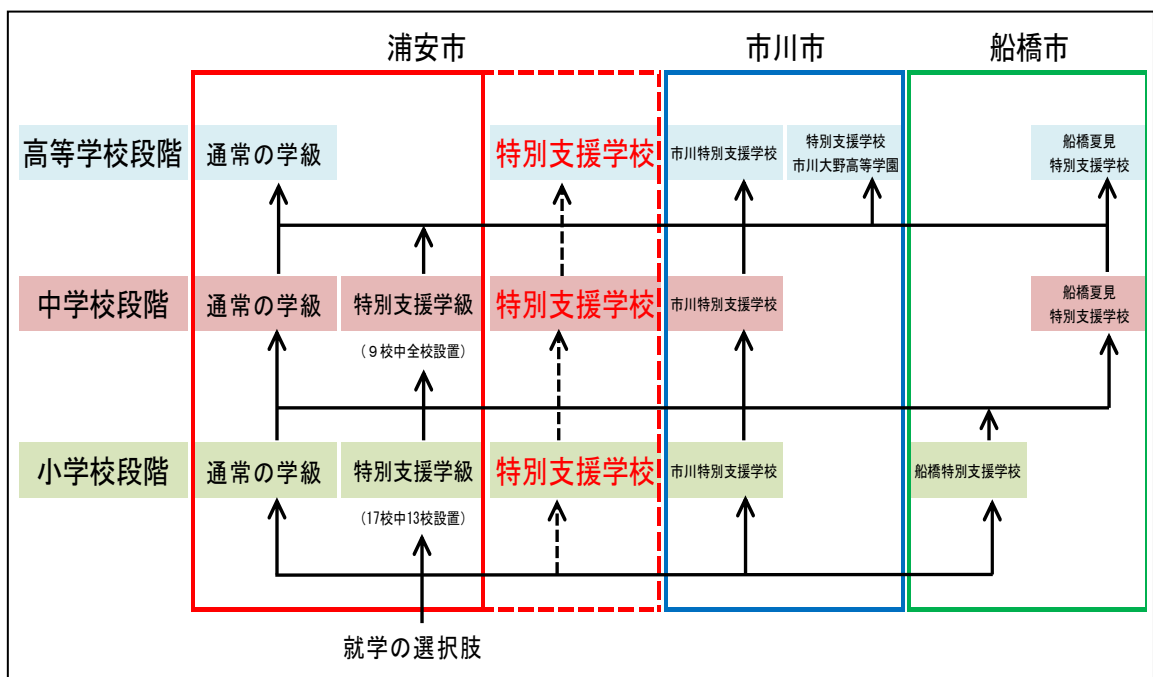 浦安市
市川市
船橋市
高等学校段階
通常の学級
特別支援学校
市川特別支援学校
特別支援学校
市川大野高等学園
船橋夏見
特別支援学校
中学校段階
通常の学級
特別支援学級
特別支援学校
市川特別支援学校
船橋夏見
特別支援学校
(９校中全校設置)
小学校段階
通常の学級
特別支援学級
特別支援学校
市川特別支援学校
船橋特別支援学校
(17校中13校設置)
就学の選択肢